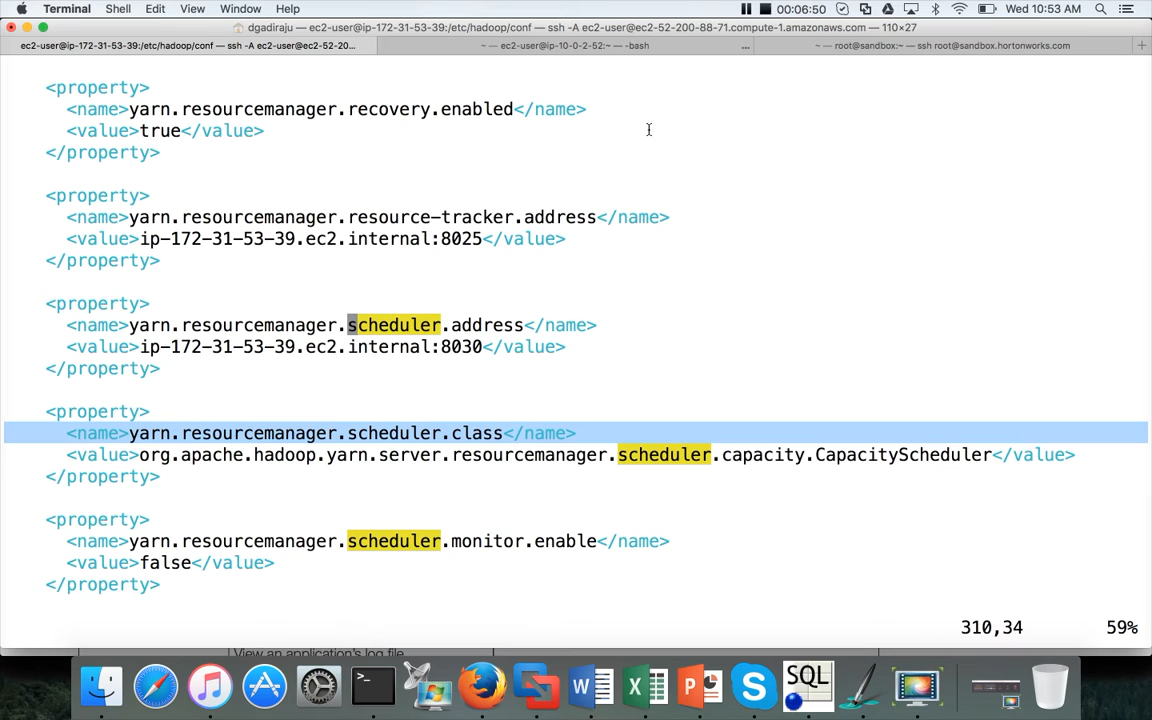 Terminal Shell Edit View Window Help 00:06:50 Wed 10:53 AM
dgadiraju — ec2-user@ip-172-31-53-39:/etc/hadoop/conf — ssh -A ec2-user@ec2-52-200-88-71.compute-1.amazonaws.com — 110×27
ec2-user@ip-172-31-53-39:/etc/hadoop/conf — ssh -A ec2-user@ec2-52-20... ~ — ec2-user@ip-10-0-2-52:~ — -bash ... ~ — root@sandbox:~ — ssh root@sandbox.hortonworks.com
<property>
<name>yarn.resourcemanager.recovery.enabled</name>
<value>true</value>
</property>
<property>
<name>yarn.resourcemanager.resource-tracker.address</name>
<value>ip-172-31-53-39.ec2.internal:8025</value>
</property>
<property>
<name>yarn.resourcemanager.scheduler.address</name>
<value>ip-172-31-53-39.ec2.internal:8030</value>
</property>
<property>
<name>yarn.resourcemanager.scheduler.class</name>
<value>org.apache.hadoop.yarn.server.resourcemanager.scheduler.capacity.CapacityScheduler</value>
</property>
<property>
<name>yarn.resourcemanager.scheduler.monitor.enable</name>
<value>false</value>
</property>
310,34 59%
View an application's log file
SQL